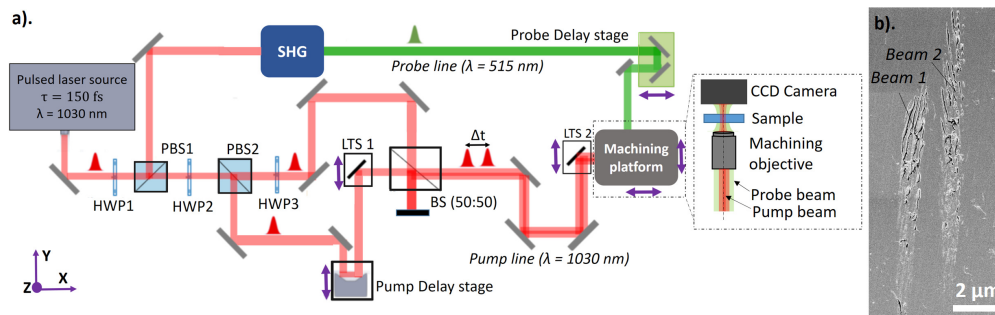 a).
Pulsed laser source
τ = 150 fs
λ = 1030 nm
SHG
Probe line (λ = 515 nm)
Probe Delay stage
HWP1
PBS1
HWP2
PBS2
HWP3
LTS 1
Δt
BS (50:50)
LTS 2
Machining
platform
Pump line (λ = 1030 nm)
Pump Delay stage
CCD Camera
Sample
Machining
objective
Probe beam
Pump beam
Y
Z
X
b).
Beam 2
Beam 1
2 μm